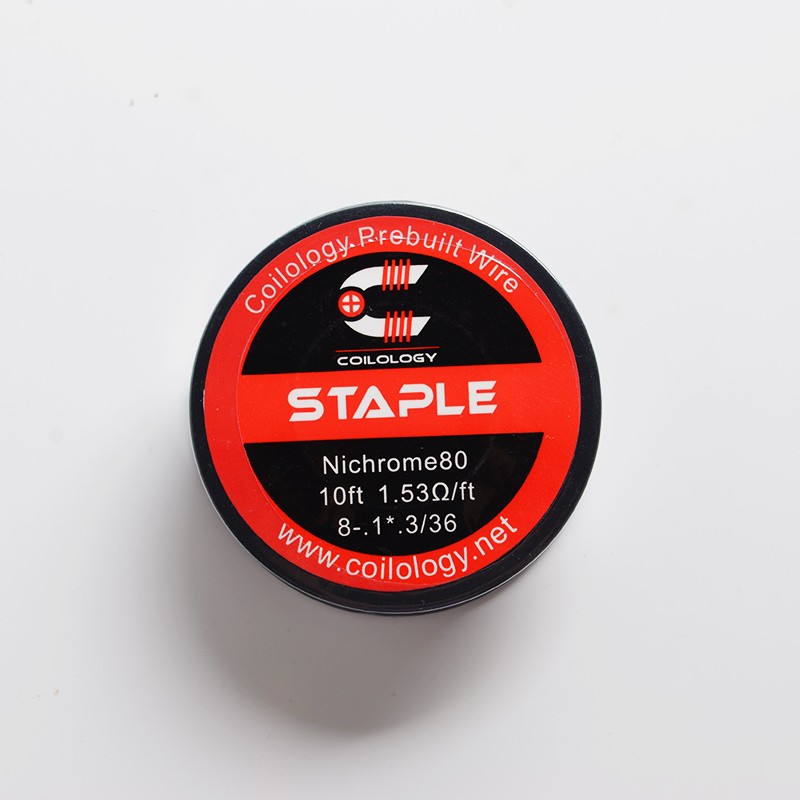 Coilology Prebuilt Wire
COILOLOGY
STAPLE
Nichrome80
10ft 1.53Ω/ft
8-.1*.3/36
www.coilology.net